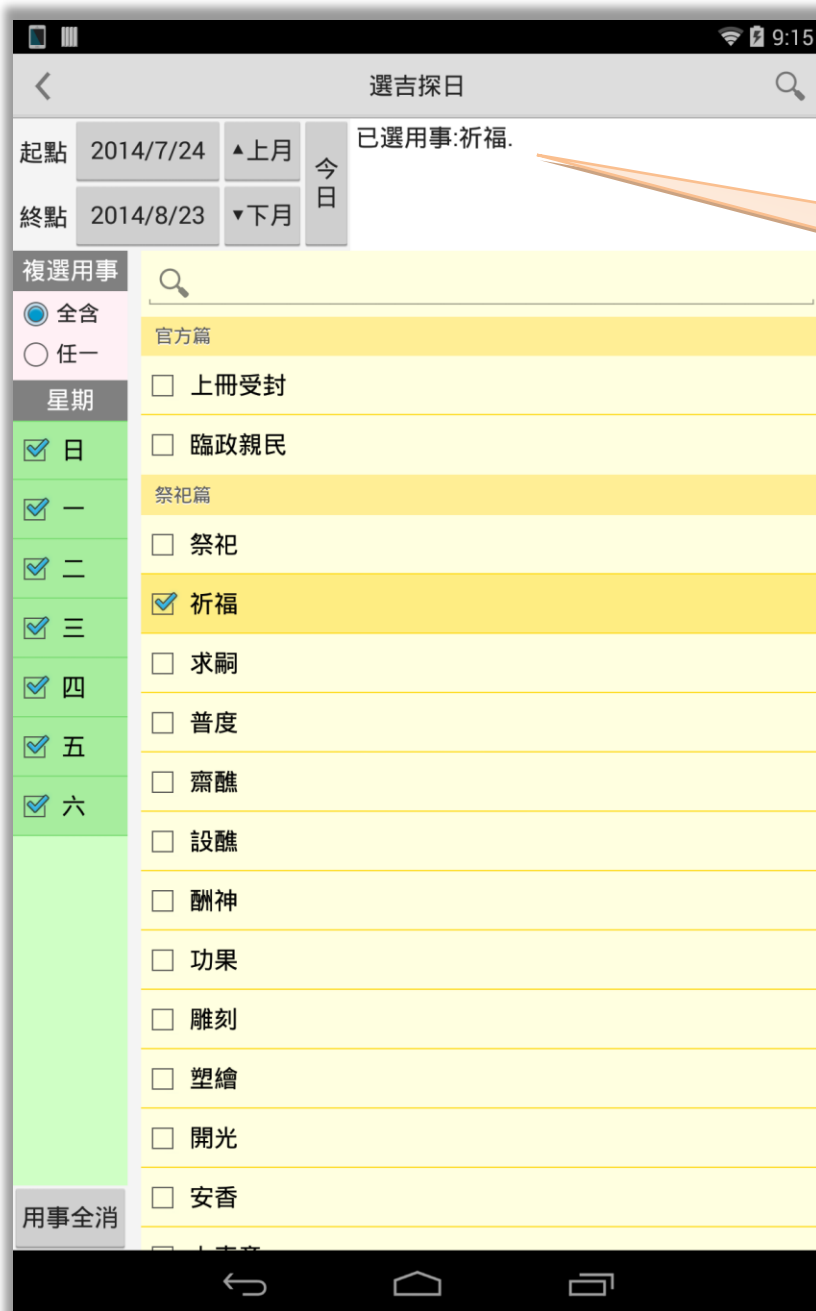 9:15
選吉探日
起點 2014/7/24 ▲上月 今日
終點 2014/8/23 ▼下月
已選用事:祈福.
複選用事
全含
任一
星期
日
一
二
三
四
五
六
用事全消
官方篇
上冊受封
臨政親民
祭祀篇
祭祀
祈福
求嗣
普度
齋醮
設醮
酬神
功果
雕刻
塑繪
開光
安香